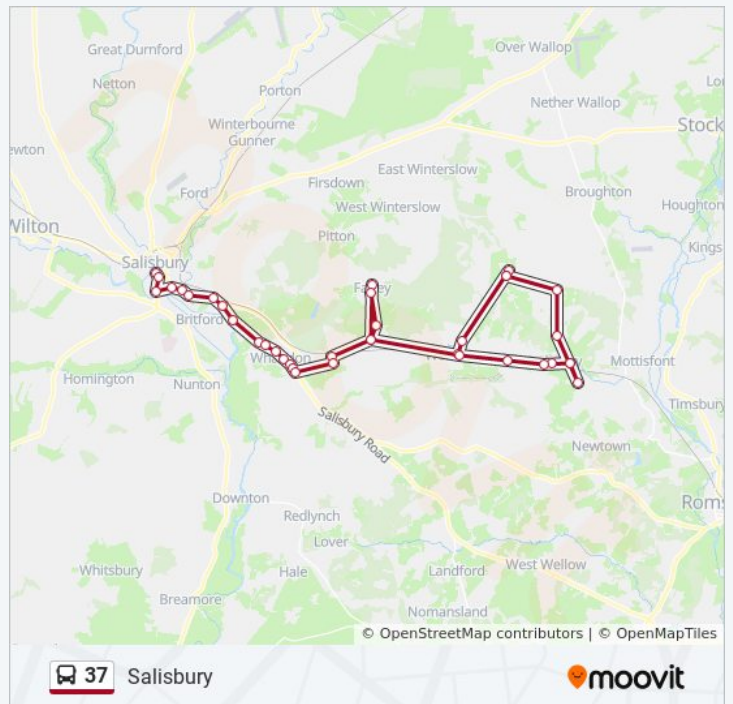 Great Durnford
Over Wallop
Netton
Porton
Nether Wallop
Winterbourne
Gunner
Stock
ewton
East Winterslow
Firsdown
Broughton
Ford
West Winterslow
Houghton
Wilton
Pitton
Kings
Salisbury
Farley
Britford
Mottisfont
Homington
Nunton
Timsbury
Salisbury Road
Newtown
Downton
Roms
Redlynch
Lover
West Wellow
Whitsbury
Hale
Landford
Breamore
Nomansland
© OpenStreetMap contributors | © OpenMapTiles
37 Salisbury
moovit